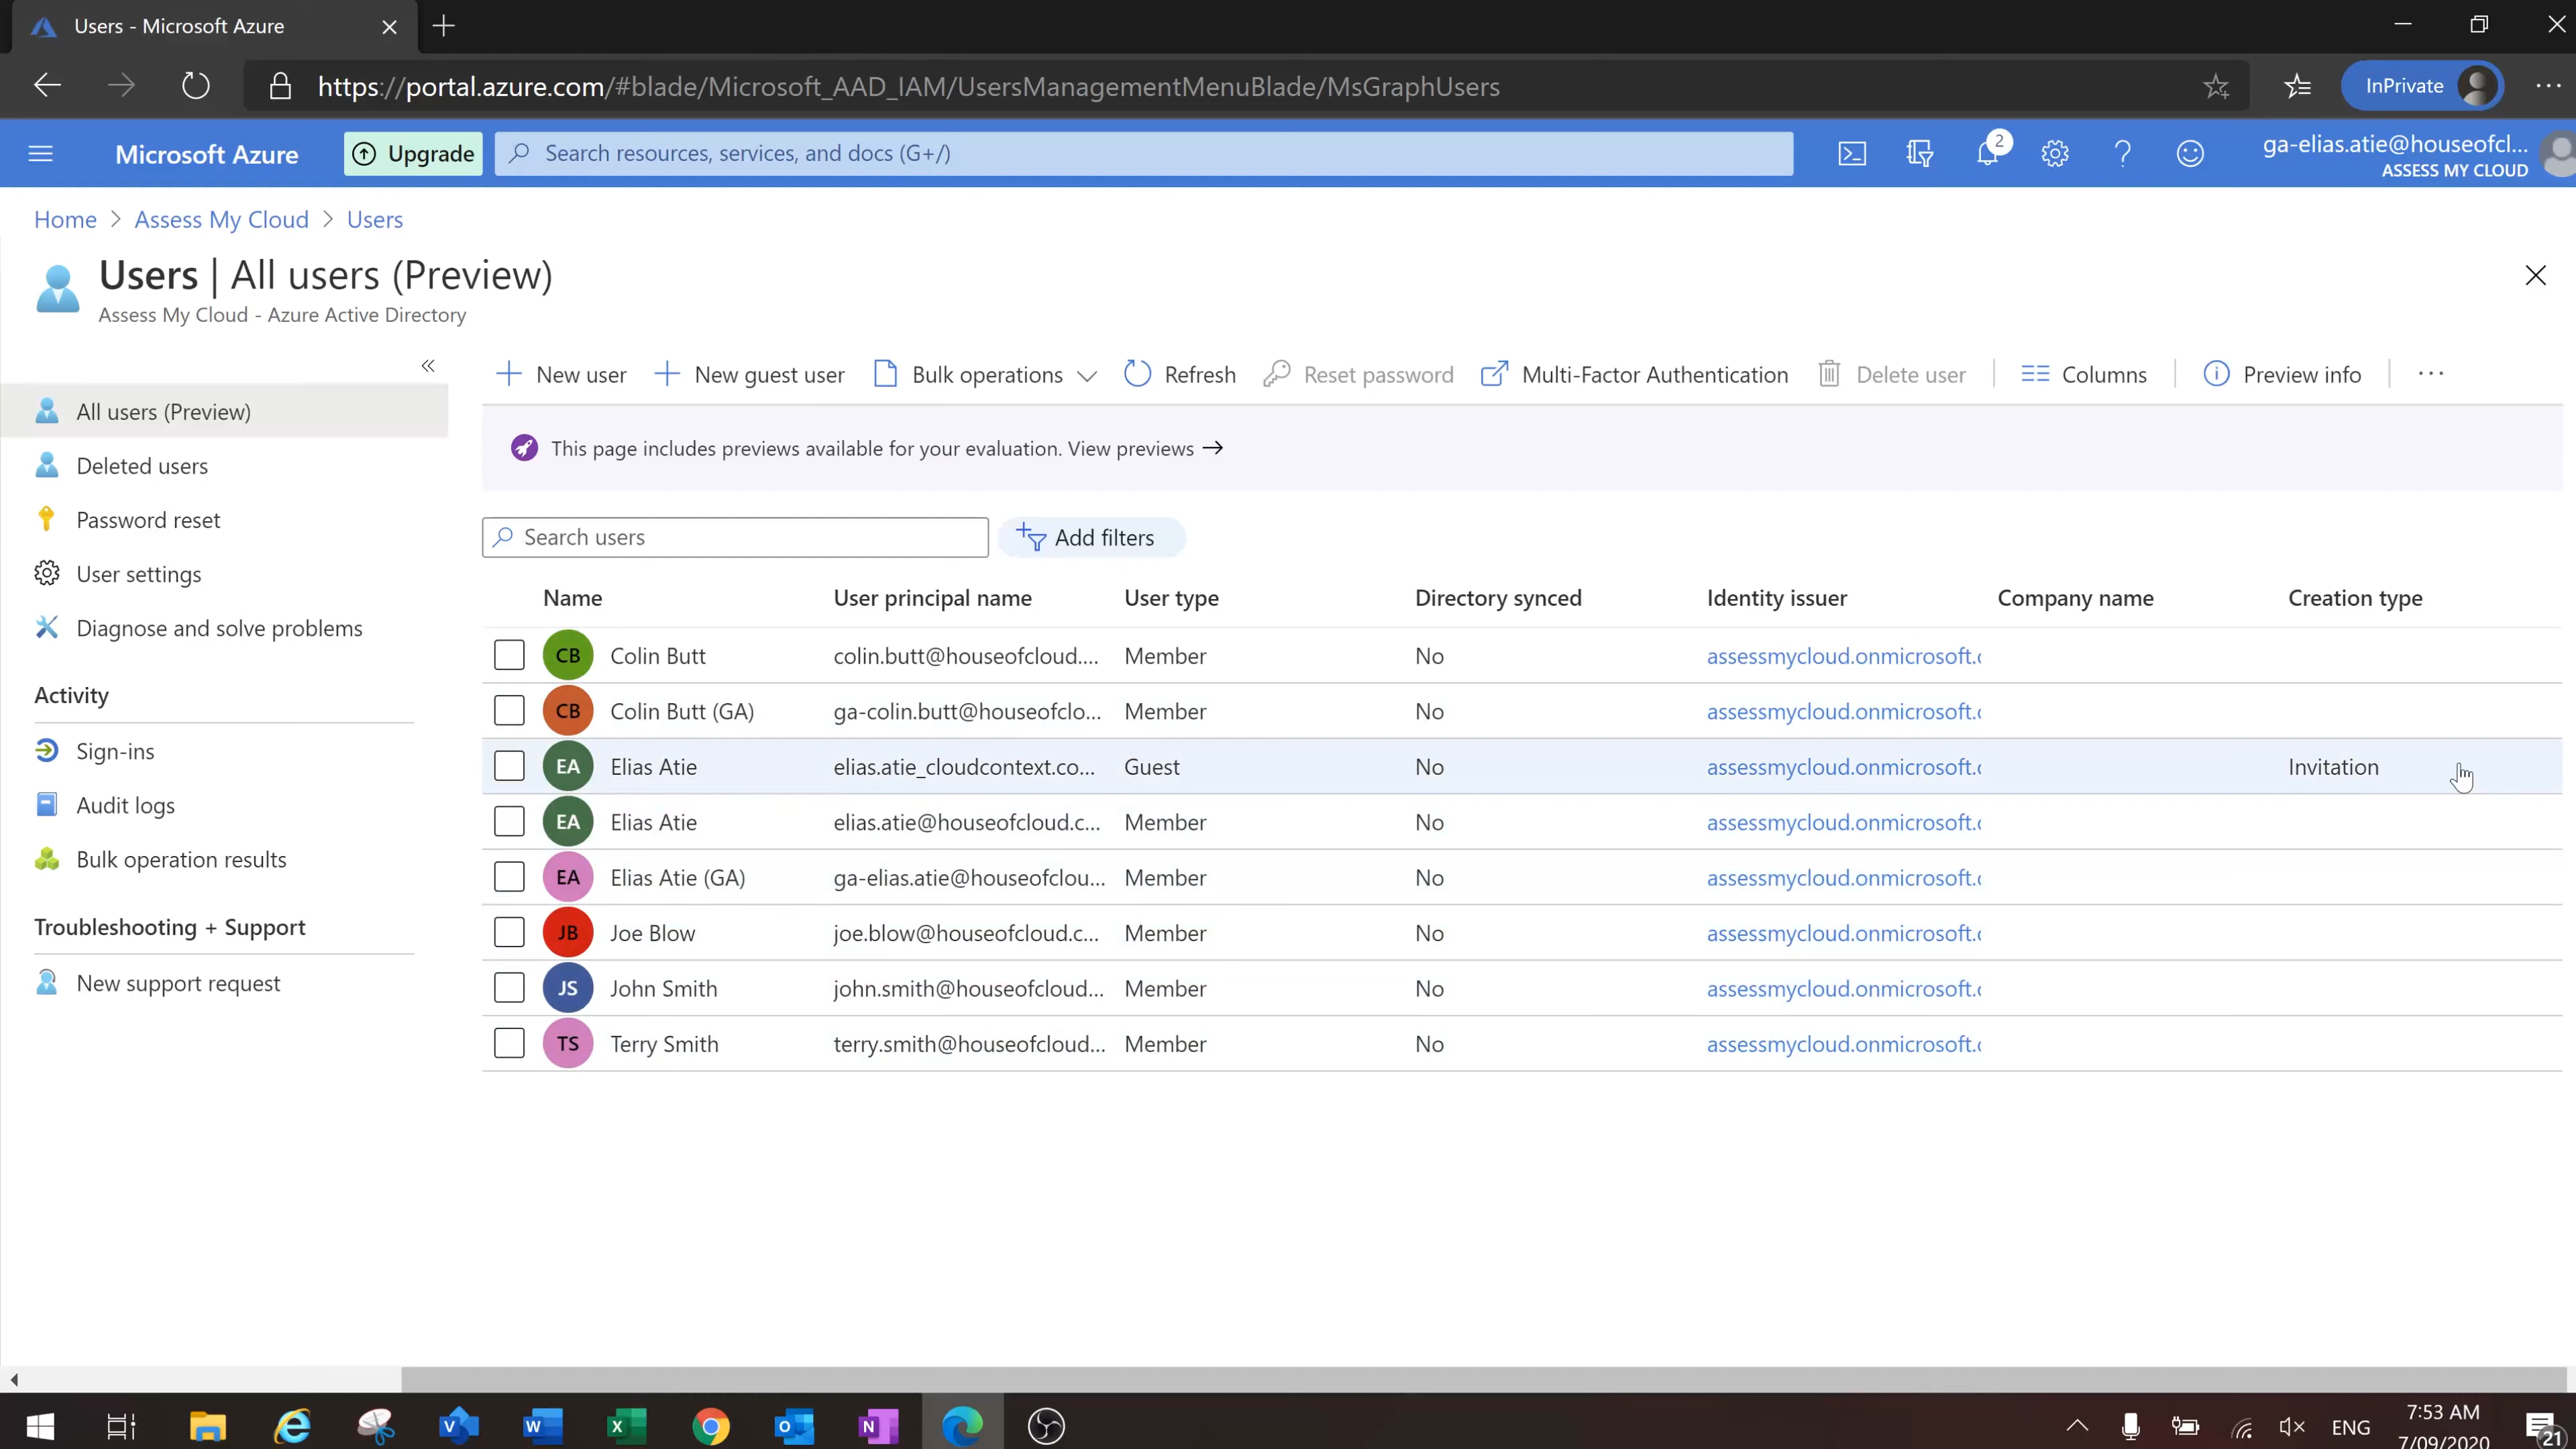 Users - Microsoft Azure
https://portal.azure.com/#blade/Microsoft_AAD_IAM/UsersManagementMenuBlade/MsGraphUsers
InPrivate
Microsoft Azure
Upgrade
Search resources, services, and docs (G+/)
2
ga-elias.atie@houseofcl...
ASSESS MY CLOUD
Home > Assess My Cloud > Users
Users | All users (Preview)
Assess My Cloud - Azure Active Directory
All users (Preview)
Deleted users
Password reset
User settings
Diagnose and solve problems
Activity
Sign-ins
Audit logs
Bulk operation results
Troubleshooting + Support
New support request
New user New guest user Bulk operations Refresh Reset password Multi-Factor Authentication Delete user Columns Preview info
This page includes previews available for your evaluation. View previews →
Search users
Add filters
Name User principal name User type Directory synced Identity issuer Company name Creation type
CB Colin Butt colin.butt@houseofcloud.... Member No assessmycloud.onmicrosoft.c
CB Colin Butt (GA) ga-colin.butt@houseofclo... Member No assessmycloud.onmicrosoft.c
EA Elias Atie elias.atie_cloudcontext.co... Guest No assessmycloud.onmicrosoft.c Invitation
EA Elias Atie elias.atie@houseofcloud.c... Member No assessmycloud.onmicrosoft.c
EA Elias Atie (GA) ga-elias.atie@houseofclou... Member No assessmycloud.onmicrosoft.c
JB Joe Blow joe.blow@houseofcloud.c... Member No assessmycloud.onmicrosoft.c
JS John Smith john.smith@houseofcloud... Member No assessmycloud.onmicrosoft.c
TS Terry Smith terry.smith@houseofcloud... Member No assessmycloud.onmicrosoft.c
ENG
7:53 AM
7/09/2020
21